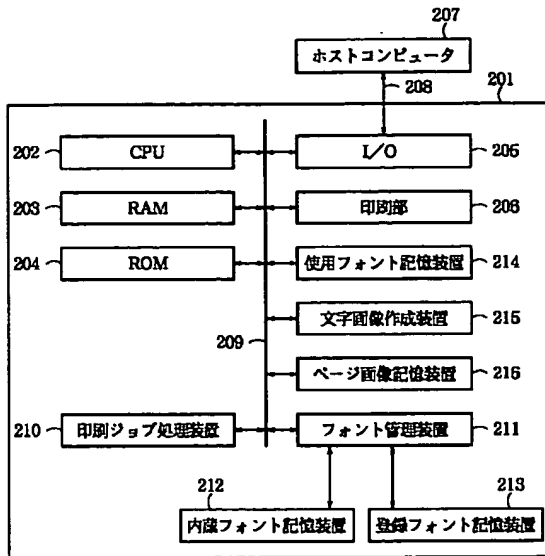 207
ホストコンピュータ
208
201
202 CPU I/O 205
203 RAM 印刷部 206
204 ROM 使用フォント記憶装置 214
文字画像作成装置 215
209
ページ画像記憶装置 216
210 印刷ジョブ処理装置 フォント管理装置 211
212 213
内蔵フォント記憶装置 登録フォント記憶装置